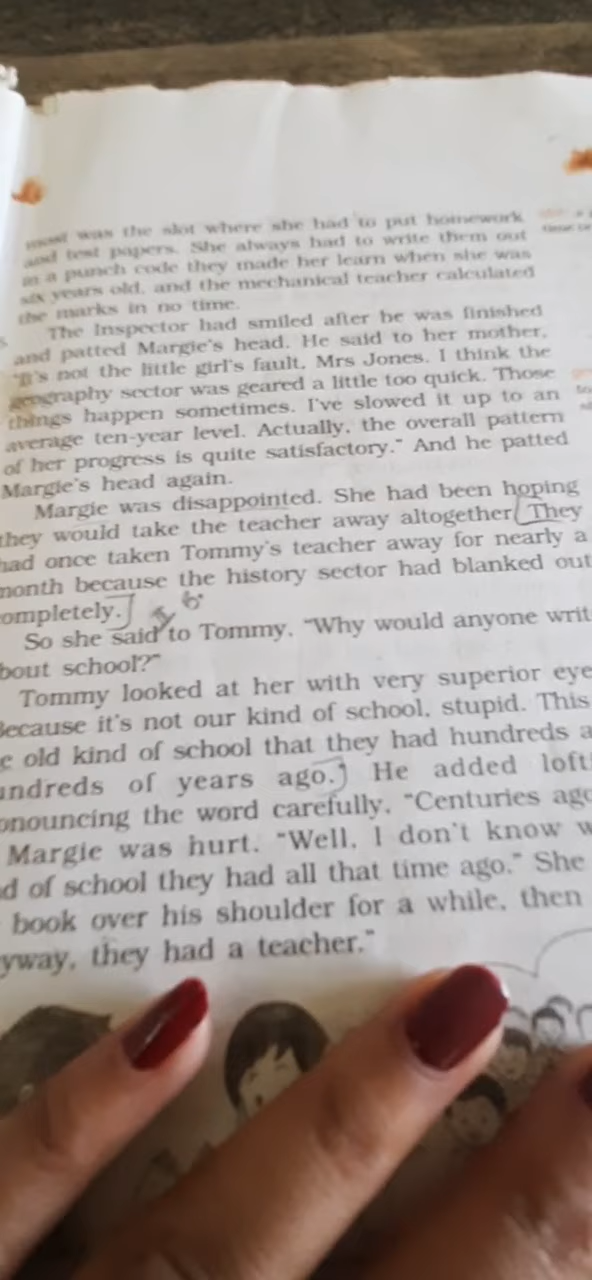 most was the slot where she had to put homework
and test papers. She always had to write them out
in a punch code they made her learn when she was
six years old, and the mechanical teacher calculated
the marks in no time.
The Inspector had smiled after he was finished
and patted Margie's head. He said to her mother,
"It's not the little girl's fault, Mrs Jones. I think the
geography sector was geared a little too quick. Those
things happen sometimes. I've slowed it up to an
average ten-year level. Actually, the overall pattern
of her progress is quite satisfactory." And he patted
Margie's head again.
Margie was disappointed. She had been hoping
they would take the teacher away altogether. They
had once taken Tommy's teacher away for nearly a
month because the history sector had blanked out
ompletely.
So she said to Tommy, "Why would anyone writ
bout school?"
Tommy looked at her with very superior eye
Because it's not our kind of school, stupid. This
e old kind of school that they had hundreds a
undreds of years ago." He added loft
onouncing the word carefully, "Centuries ago
Margie was hurt. "Well, I don't know w
d of school they had all that time ago." She
book over his shoulder for a while, then
yway, they had a teacher."